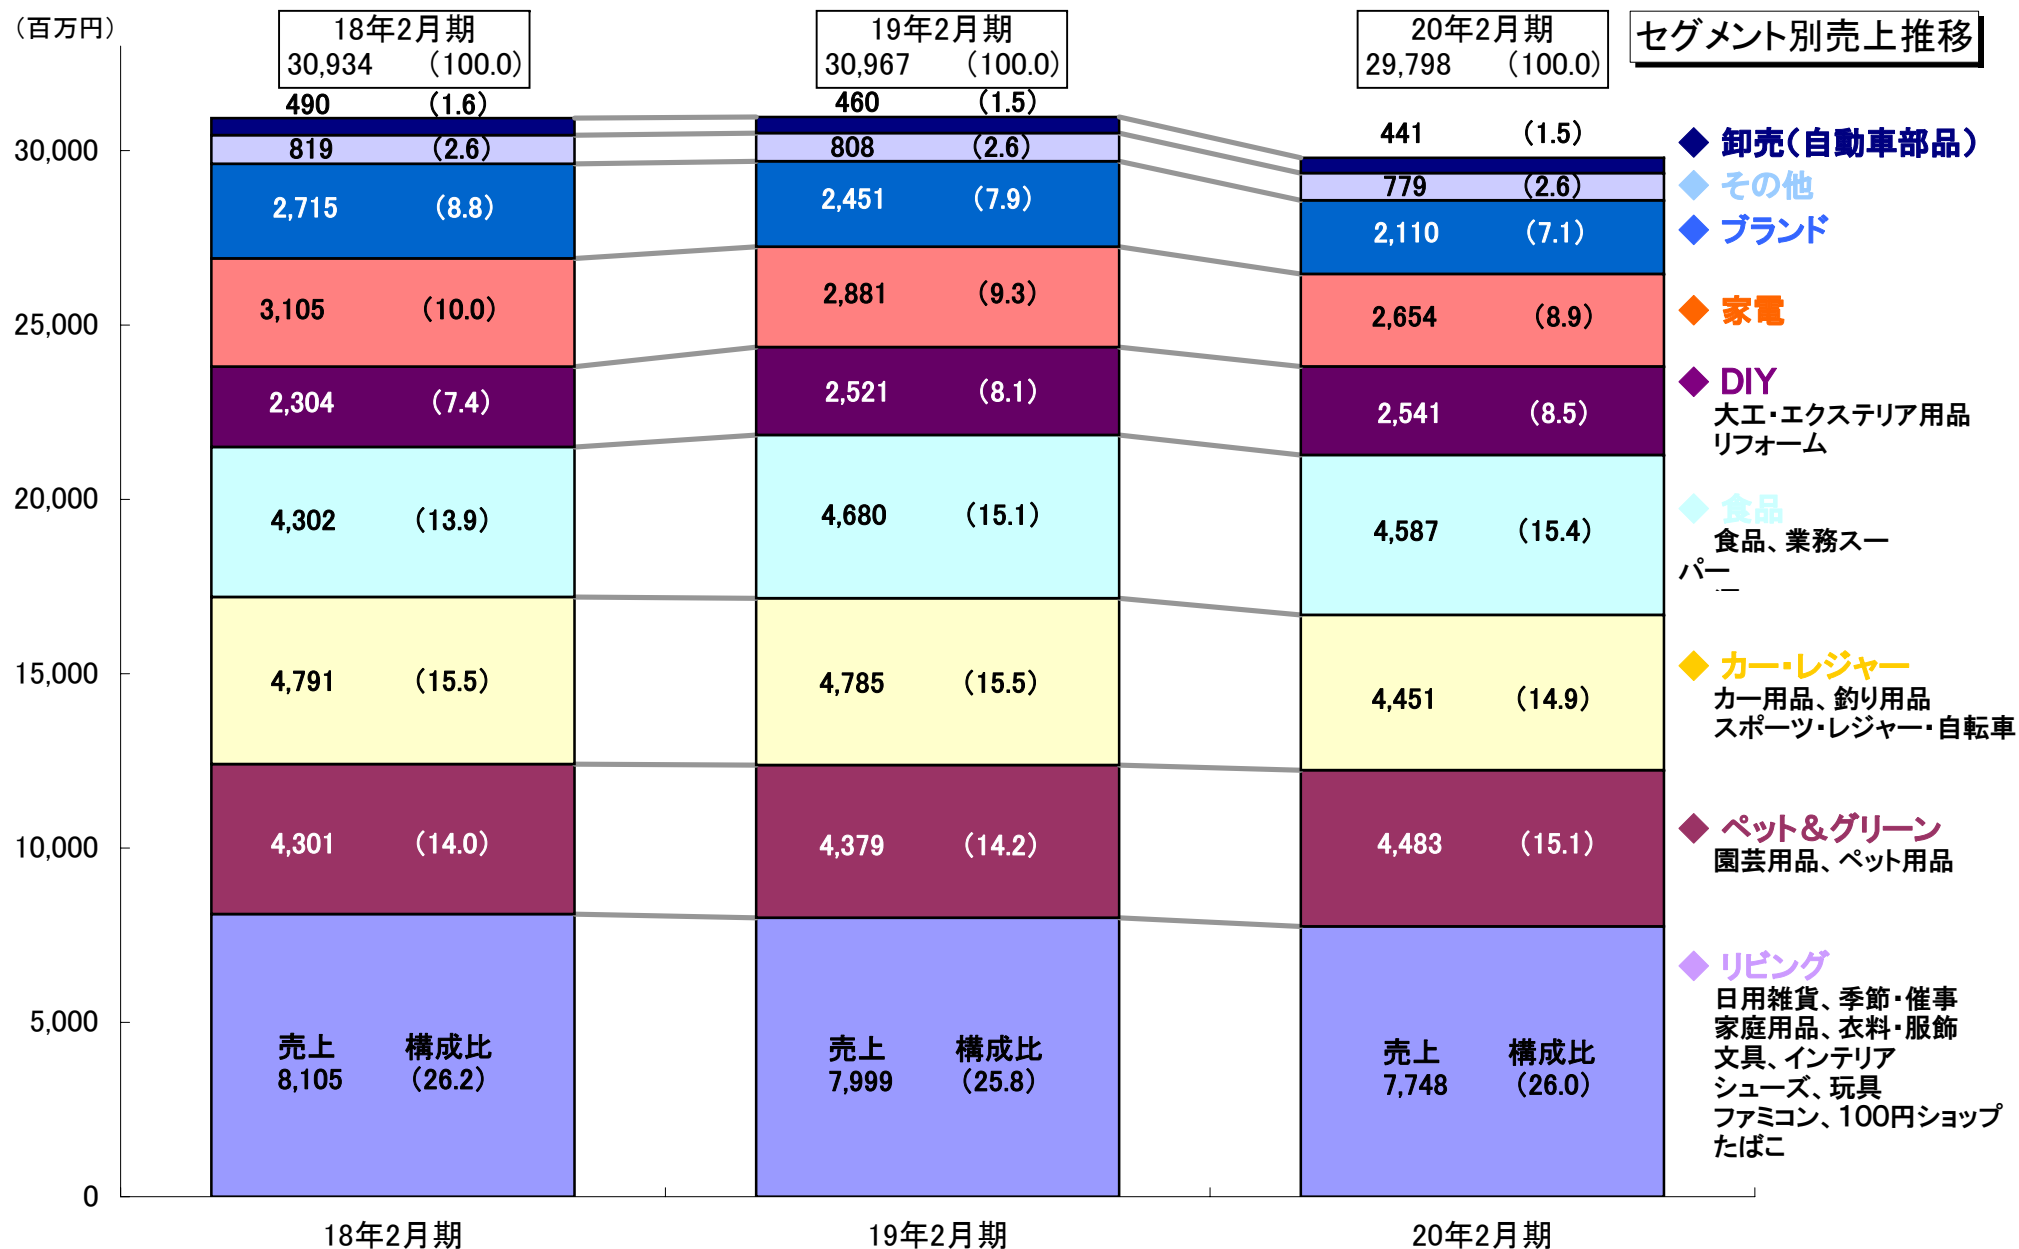 （百万円）
18年2月期
30,934 （100.0）
19年2月期
30,967 （100.0）
20年2月期
29,798 （100.0）
セグメント別売上推移
490 （1.6）
460 （1.5）
441 （1.5）
819 （2.6）
808 （2.6）
779 （2.6）
2,715 （8.8）
2,451 （7.9）
2,110 （7.1）
3,105 （10.0）
2,881 （9.3）
2,654 （8.9）
2,304 （7.4）
2,521 （8.1）
2,541 （8.5）
4,302 （13.9）
4,680 （15.1）
4,587 （15.4）
4,791 （15.5）
4,785 （15.5）
4,451 （14.9）
4,301 （14.0）
4,379 （14.2）
4,483 （15.1）
売上 構成比
8,105 （26.2）
売上 構成比
7,999 （25.8）
売上 構成比
7,748 （26.0）
30,000
25,000
20,000
15,000
10,000
5,000
0
18年2月期
19年2月期
20年2月期
◆ 卸売（自動車部品）
◆ その他
◆ ブランド
◆ 家電
◆ DIY
大工・エクステリア用品
リフォーム
◆ 食品
食品、業務スー
パー
◆ カー・レジャー
カー用品、釣り用品
スポーツ・レジャー・自転車
◆ ペット＆グリーン
園芸用品、ペット用品
◆ リビング
日用雑貨、季節・催事
家庭用品、衣料・服飾
文具、インテリア
シューズ、玩具
ファミコン、100円ショップ
たばこ